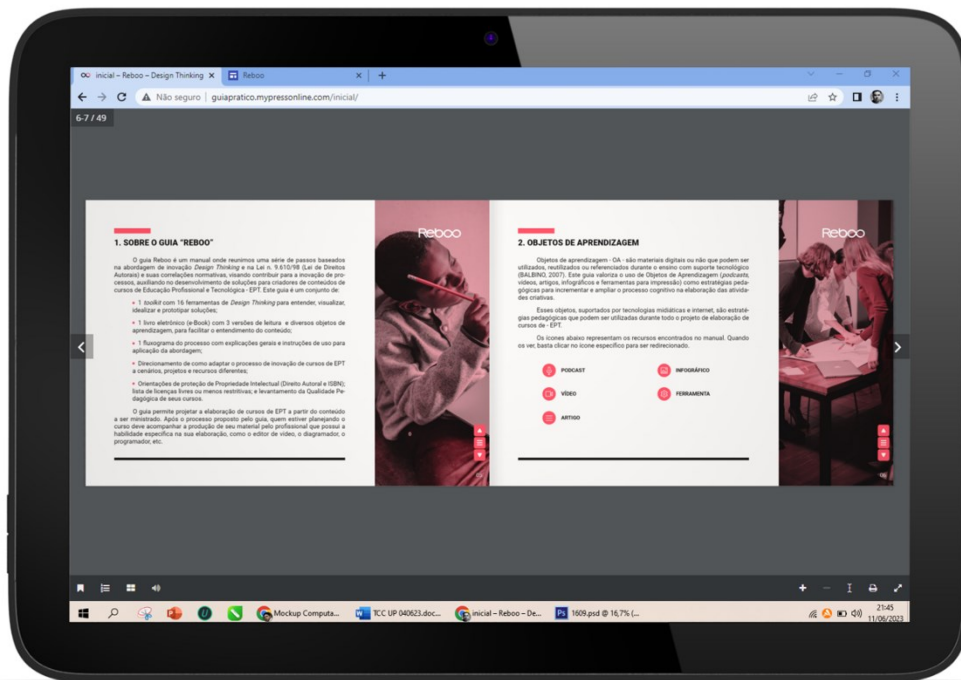 inicial – Reboo – Design Thinking
Reboo
Não seguro
guiapratico.mypressonline.com/inicial/
6-7 / 49
Reboo
1. SOBRE O GUIA “REBOO”
O guia Reboo é um manual onde reunimos uma série de passos baseados
na abordagem de inovação Design Thinking e na Lei n. 9.610/98 (Lei de Direitos
Autorais) e suas correlações normativas, visando contribuir para a inovação de pro-
cessos, auxiliando no desenvolvimento de soluções para criadores de conteúdos de
cursos de Educação Profissional e Tecnológica - EPT. Este guia é um conjunto de:
• 1 toolkit com 16 ferramentas de Design Thinking para entender, visualizar,
idealizar e prototipar soluções;
• 1 livro eletrônico (e-Book) com 3 versões de leitura e diversos objetos de
aprendizagem, para facilitar o entendimento do conteúdo;
• 1 fluxograma do processo com explicações gerais e instruções de uso para
aplicação da abordagem;
• Direcionamento de como adaptar o processo de inovação de cursos de EPT
a cenários, projetos e recursos diferentes;
• Orientações de proteção de Propriedade Intelectual (Direito Autoral e ISBN);
lista de licenças livres ou menos restritivas; e levantamento da Qualidade Pe-
dagógica de seus cursos.
O guia permite projetar a elaboração de cursos de EPT a partir do conteúdo
a ser ministrado. Após o processo proposto pelo guia, quem estiver planejando o
curso deve acompanhar a produção de seu material pelo profissional que possui a
habilidade específica na sua elaboração, como o editor de vídeo, o diagramador, o
programador, etc.
Reboo
2. OBJETOS DE APRENDIZAGEM
Objetos de aprendizagem - OA - são materiais digitais ou não que podem ser
utilizados, reutilizados ou referenciados durante o ensino com suporte tecnológico
(BALBINO, 2007). Este guia valoriza o uso de Objetos de Aprendizagem (podcasts,
vídeos, artigos, infográficos e ferramentas para impressão) como estratégias peda-
gógicas para incrementar e ampliar o processo cognitivo na elaboração das ativida-
des criativas.
Esses objetos, suportados por tecnologias midiáticas e internet, são estraté-
gias pedagógicas que podem ser utilizadas durante todo o projeto de elaboração de
cursos de - EPT.
Os ícones abaixo representam os recursos encontrados no manual. Quando
os ver, basta clicar no ícone específico para ser redirecionado.
PODCAST
INFOGRÁFICO
VÍDEO
FERRAMENTA
ARTIGO
Mockup Computa...
TCC UP 040623.doc...
inicial – Reboo – De...
1609.psd @ 16,7% (...
21:45
11/06/2023